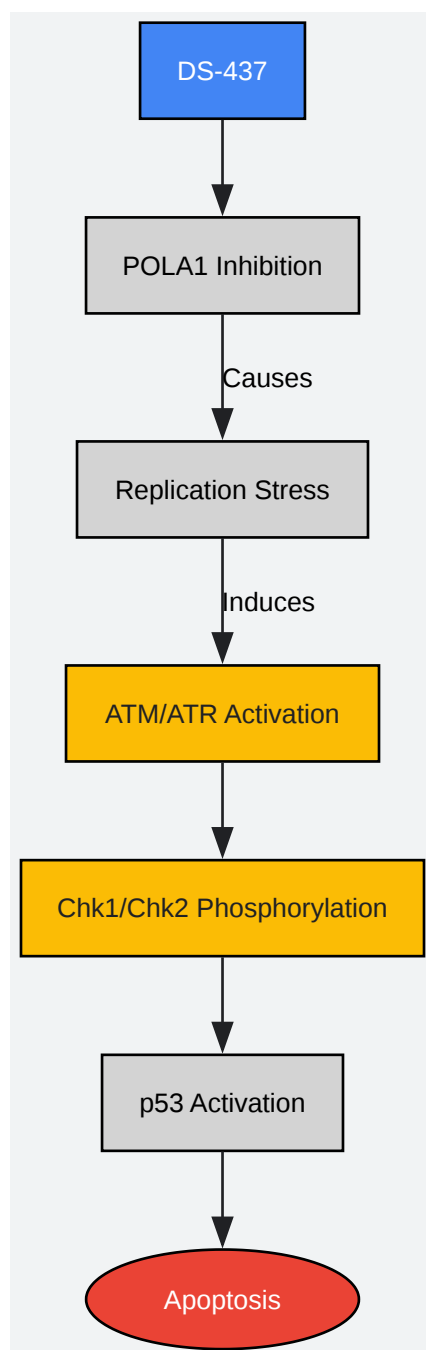 DS-437
POLA1 Inhibition
Causes
Replication Stress
Induces
ATM/ATR Activation
Chk1/Chk2 Phosphorylation
p53 Activation
Apoptosis